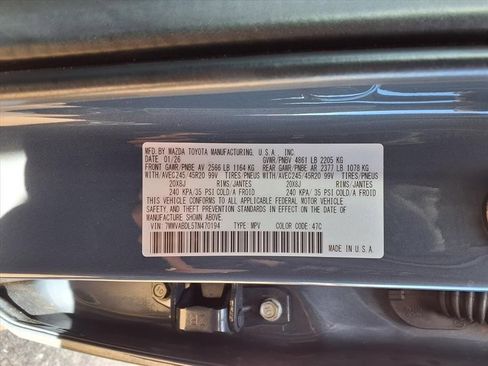 MFD. BY MAZDA TOYOTA MANUFACTURING, U.S.A., INC.
DATE: 01/26 GVWR/PNBV 4861 LB 2205 KG
FRONT GAWR/PNBE AV 2566 LB 1164 KG REAR GAWR/PNBE AR 2377 LB 1078 KG
WITH/AVEC245/45R20 99V TIRES/PNEUS WITH/AVEC245/45R20 99V TIRES/PNEUS
20X8J RIMS/JANTES 20X8J RIMS/JANTES
240 KPA/35 PSI COLD/A FROID 240 KPA/35 PSI COLD/A FROID
THIS VEHICLE CONFORMS TO ALL APPLICABLE FEDERAL MOTOR VEHICLE
SAFETY AND THEFT PREVENTION STANDARDS IN EFFECT ON THE DATE OF
MANUFACTURE SHOWN ABOVE.
VIN: 7MMVABDL5TN470194 TYPE: MPV COLOR CODE: 47C
MADE IN U.S.A.